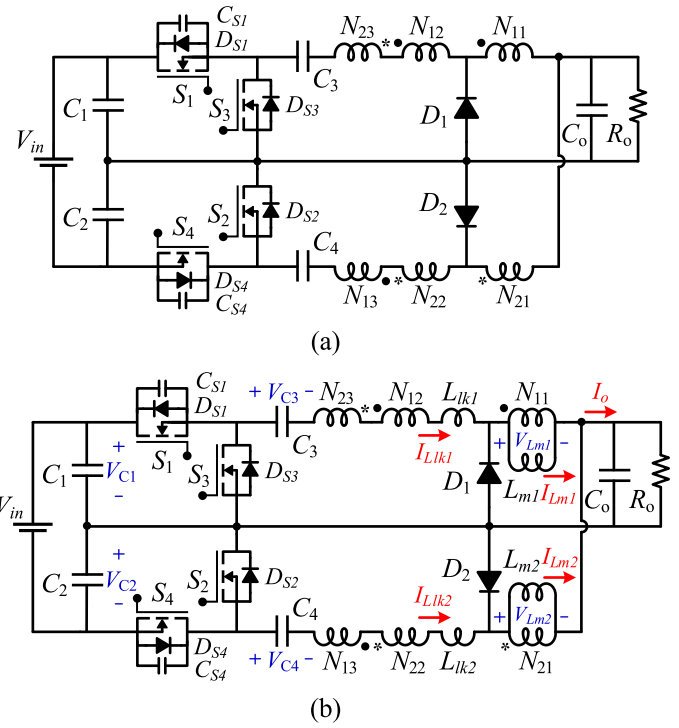 C_S1
D_S1
N_23 * • N_12 • N_11
C_1
S_1
S_3
D_S3
C_3
V_in
D_1
C_o
R_o
C_2
S_4
S_2
D_S2
C_4
D_2
D_S4
C_S4
N_13 • * N_22 * N_21
(a)
C_S1
D_S1
+ V_C3 −
N_23 * • N_12
L_lk1
• N_11
I_o
+
C_1 V_C1
−
S_1
S_3
D_S3
C_3
I_Llk1
+ V_Lm1 −
D_1
L_m1
I_Lm1
V_in
C_o
R_o
+
C_2 V_C2
−
S_4
S_2
D_S2
C_4
D_2
L_m2
I_Lm2
I_Llk2
+ V_Lm2 −
D_S4
C_S4
+ V_C4 −
N_13 • * N_22
L_lk2
* N_21
(b)